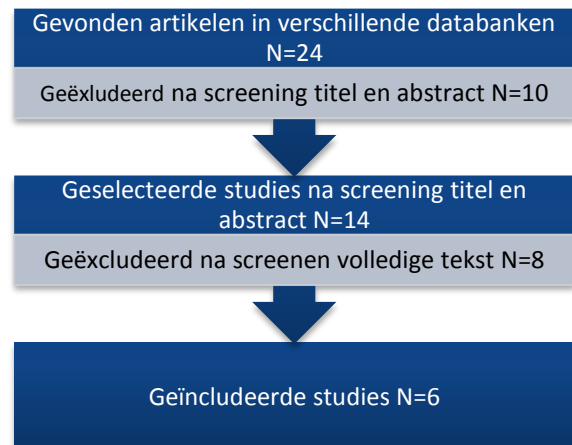 Gevonden artikelen in verschillende databanken
N=24
Geëxludeerd na screening titel en abstract N=10
Geselecteerde studies na screening titel en
abstract N=14
Geëxcludeerd na screenen volledige tekst N=8
Geïncludeerde studies N=6